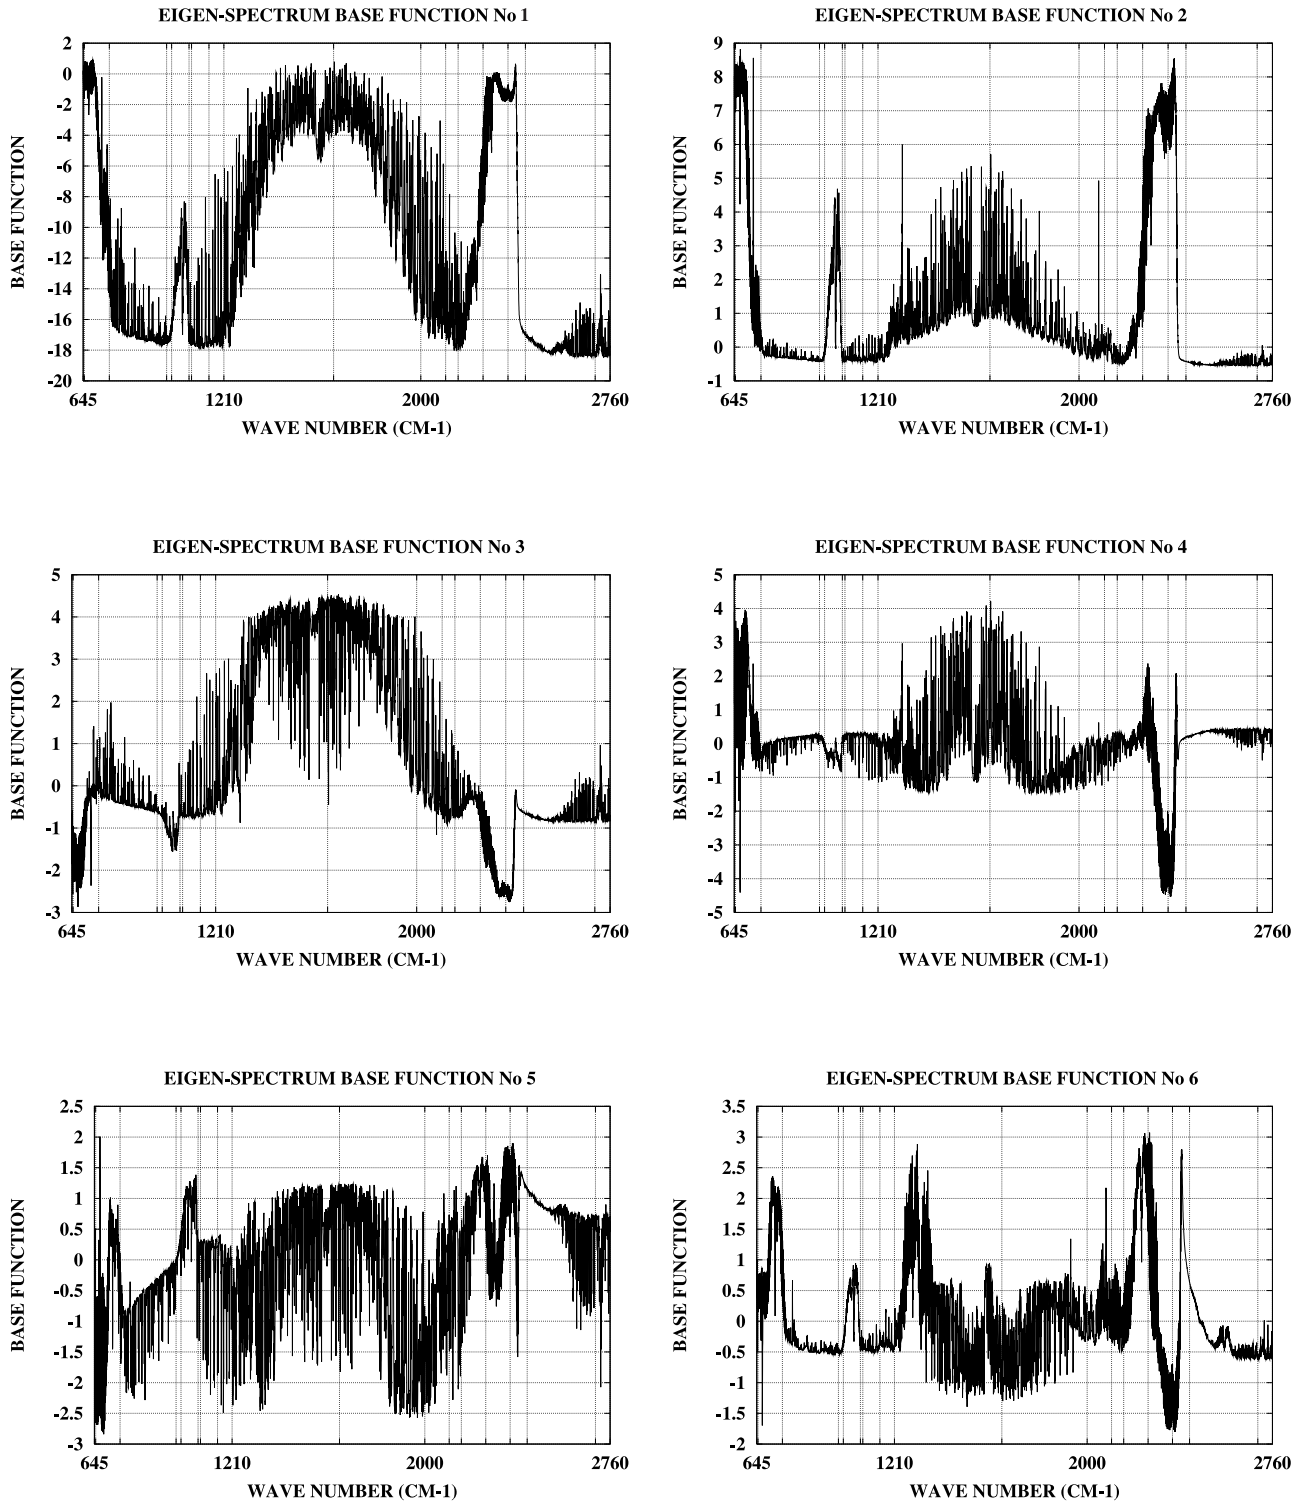 EIGEN-SPECTRUM BASE FUNCTION No 1
2
0
-2
-4
-6
-8
-10
-12
-14
-16
-18
-20
BASE FUNCTION
645 1210 2000 2760
WAVE NUMBER (CM-1)
EIGEN-SPECTRUM BASE FUNCTION No 2
9
8
7
6
5
4
3
2
1
0
-1
BASE FUNCTION
645 1210 2000 2760
WAVE NUMBER (CM-1)
EIGEN-SPECTRUM BASE FUNCTION No 3
5
4
3
2
1
0
-1
-2
-3
BASE FUNCTION
645 1210 2000 2760
WAVE NUMBER (CM-1)
EIGEN-SPECTRUM BASE FUNCTION No 4
5
4
3
2
1
0
-1
-2
-3
-4
-5
BASE FUNCTION
645 1210 2000 2760
WAVE NUMBER (CM-1)
EIGEN-SPECTRUM BASE FUNCTION No 5
2.5
2
1.5
1
0.5
0
-0.5
-1
-1.5
-2
-2.5
-3
BASE FUNCTION
645 1210 2000 2760
WAVE NUMBER (CM-1)
EIGEN-SPECTRUM BASE FUNCTION No 6
3.5
3
2.5
2
1.5
1
0.5
0
-0.5
-1
-1.5
-2
BASE FUNCTION
645 1210 2000 2760
WAVE NUMBER (CM-1)